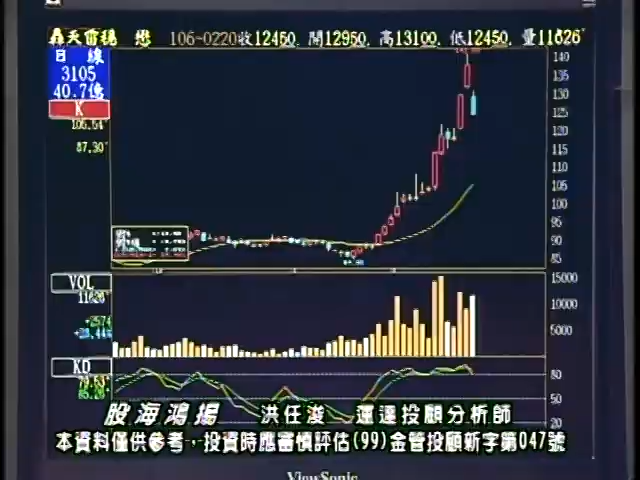 106-0220收12450. 開12950. 高13100. 低12450. 量11626
日 線
3105
40.7億
K
87.30
140
135
130
125
120
115
110
105
100
95
90
85
VOL
11626
15000
10000
5000
KD
80
50
20
股海鴻揚 洪任浚 運達投顧分析師
本資料僅供參考，投資時應審慎評估(99)金管投顧新字第047號
ViewSonic